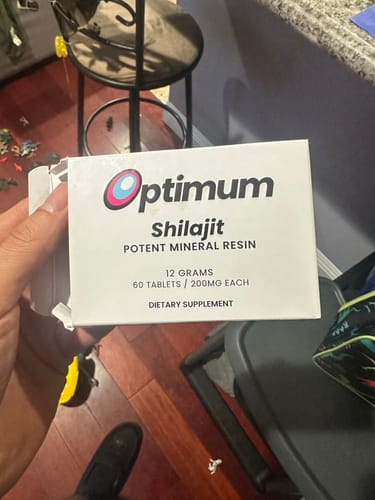 Optimum
Shilajit
POTENT MINERAL RESIN
12 GRAMS
60 TABLETS / 200MG EACH
DIETARY SUPPLEMENT